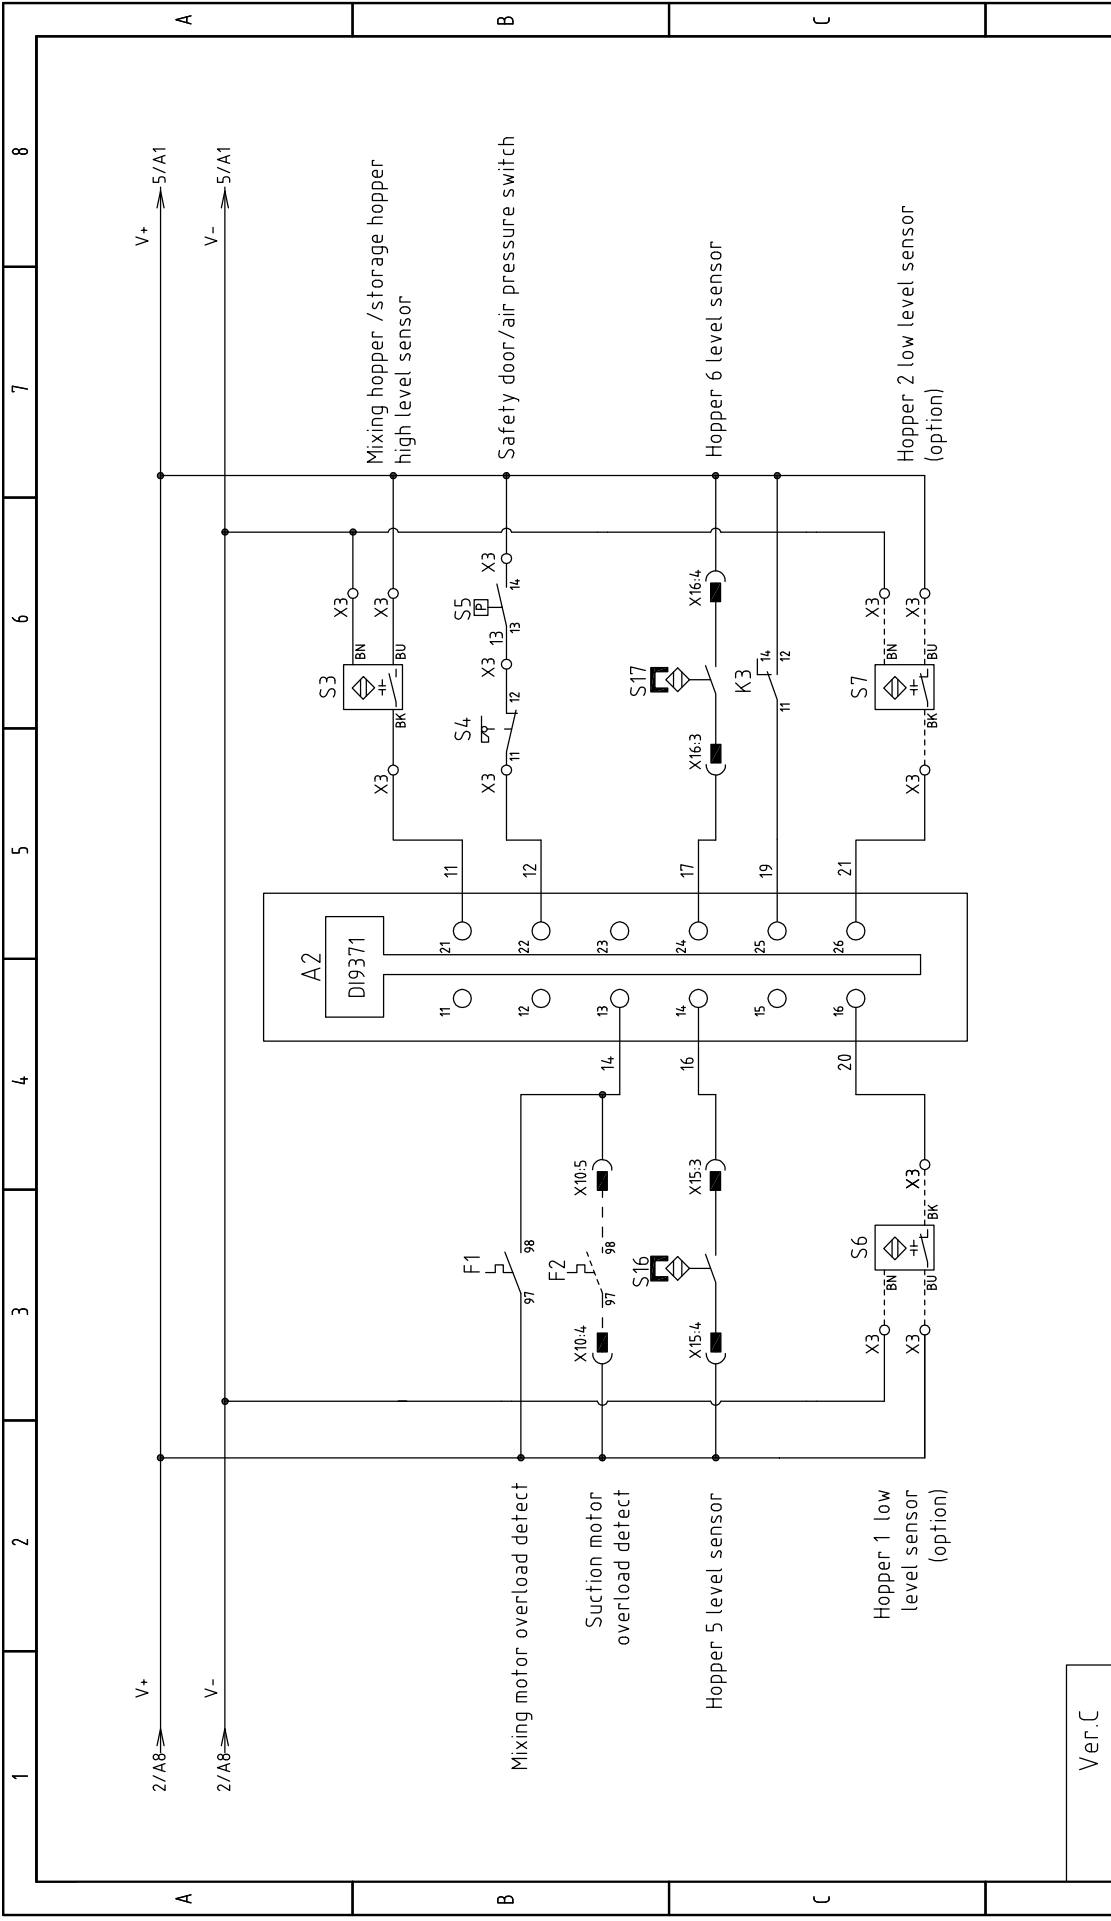 1
2
3
4
5
6
7
8
A
A
B
B
C
C
2/A8
V+
V+
5/A1
2/A8
V-
V-
5/A1
Mixing hopper /storage hopper
high level sensor
S3
BN
BU
BK
X3
X3
X3
Safety door/air pressure switch
S4
11
12
X3
X3
13
S5
P
13
14
X3
Hopper 6 level sensor
S17
X16:3
X16:4
K3
11
14
12
Hopper 2 low level sensor
(option)
S7
BN
BU
BK
X3
X3
X3
A2
DI9371
11
12
13
14
15
16
21
22
23
24
25
26
11
12
17
19
21
14
16
20
Mixing motor overload detect
F1
97
98
Suction motor
overload detect
F2
97
98
X10:4
X10:5
Hopper 5 level sensor
S16
X15:4
X15:3
Hopper 1 low
level sensor
(option)
S6
BN
BU
BK
X3
X3
X3
Ver.C